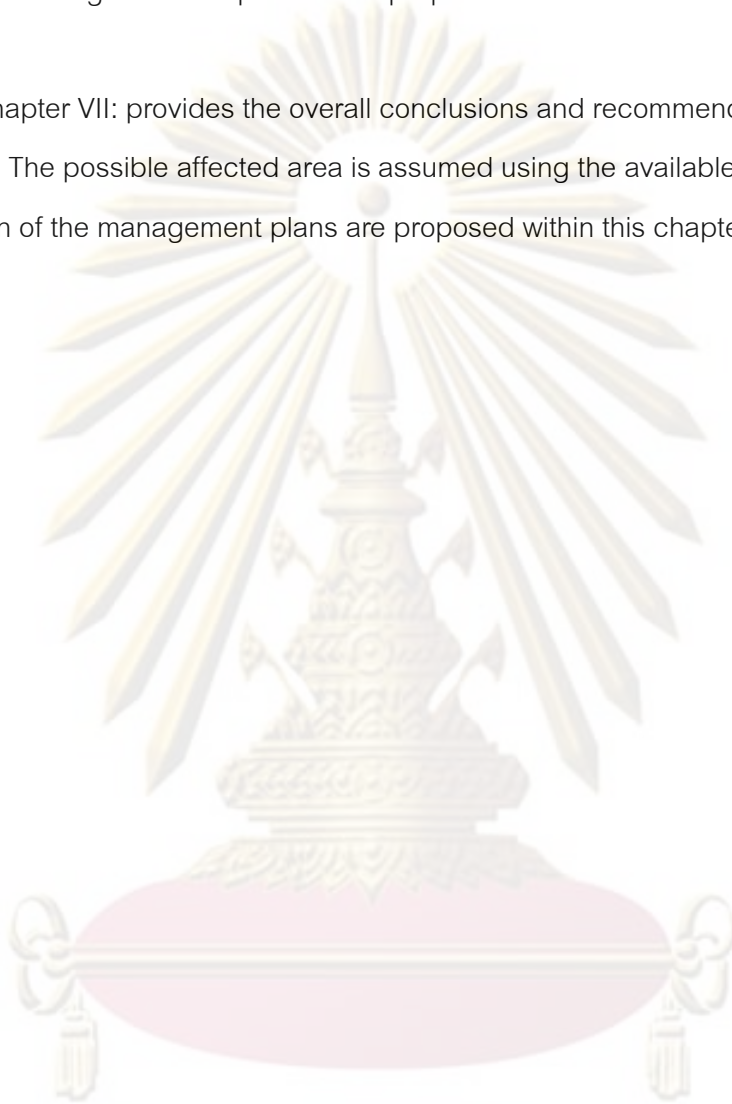 hapter VII: provides the overall conclusions and recommend
The possible affected area is assumed using the available
n of the management plans are proposed within this chapte